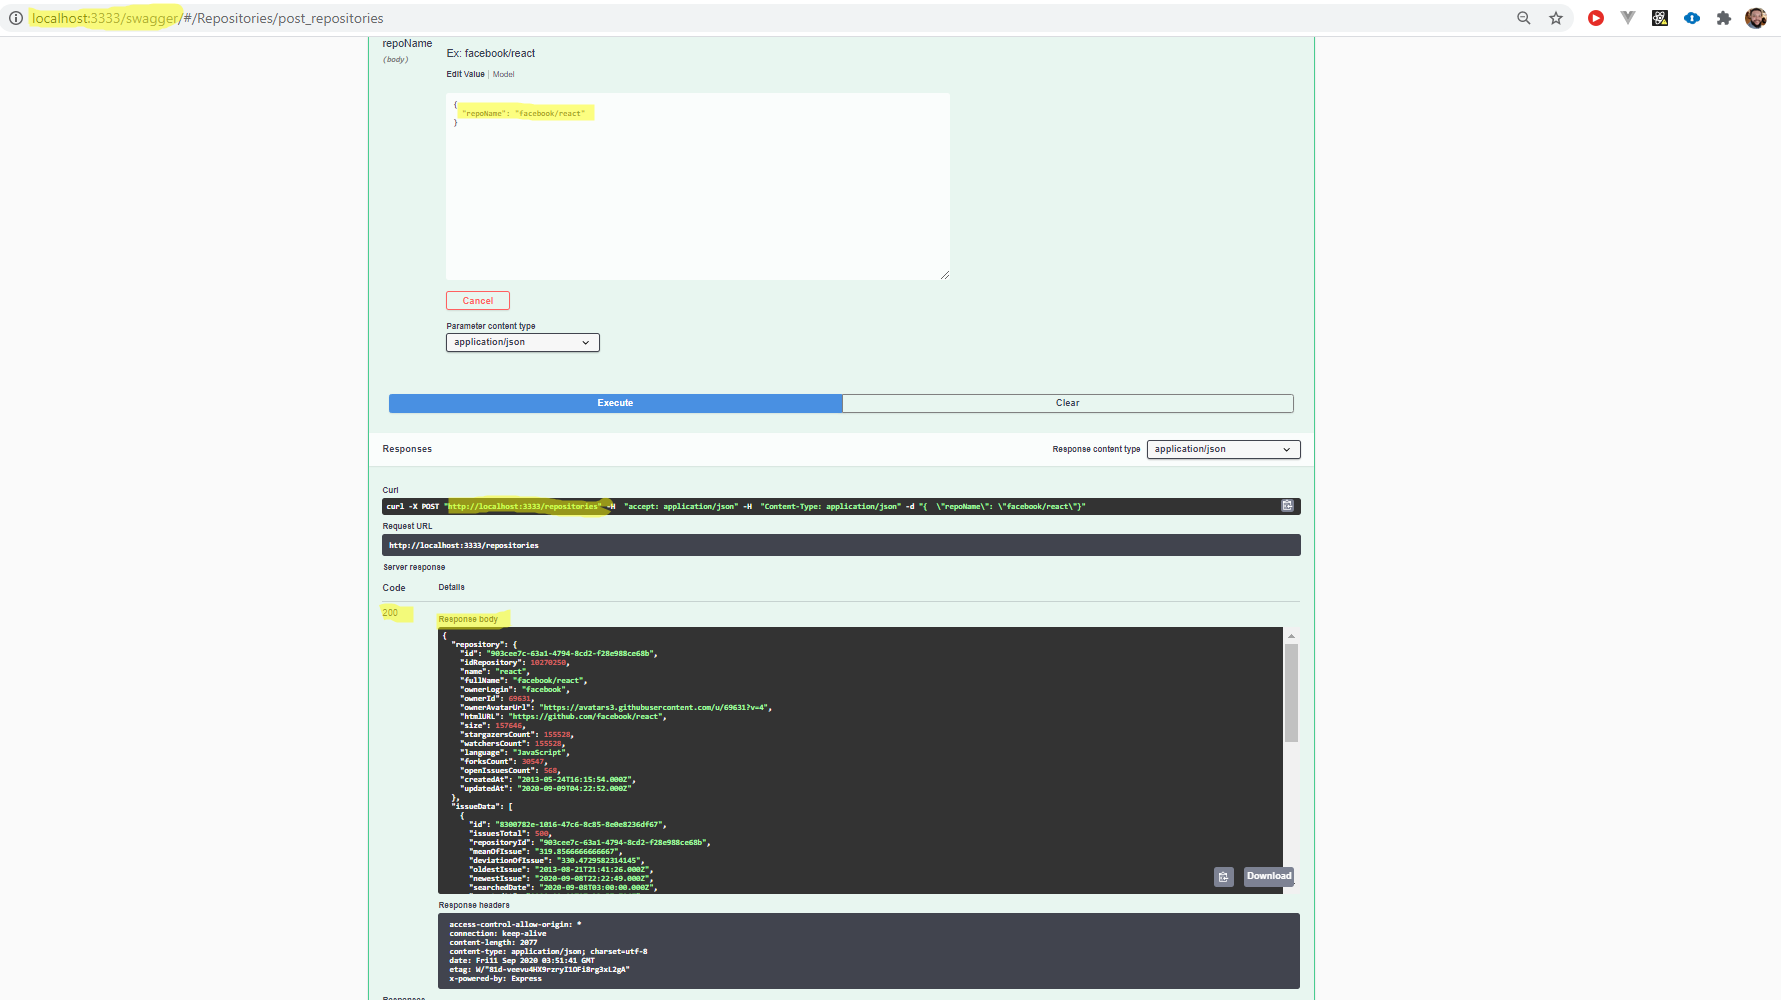 localhost:3333/swagger/#/Repositories/post_repositories
repoName
(body)
Ex: facebook/react
Edit Value | Model
{
"repoName": "facebook/react"
}
Cancel
Parameter content type
application/json
Execute
Clear
Responses
Response content type
application/json
Curl
curl -X POST "http://localhost:3333/repositories" -H  "accept: application/json" -H  "Content-Type: application/json" -d "{  \"repoName\": \"facebook/react\"}"
Request URL
http://localhost:3333/repositories
Server response
Code
Details
200
Response body
{
"repository": {
"id": "903cee7c-63a1-4794-8cd2-f28e988ce68b",
"idRepository": 10270250,
"name": "react",
"fullName": "facebook/react",
"ownerLogin": "facebook",
"ownerId": 69631,
"ownerAvatarUrl": "https://avatars3.githubusercontent.com/u/69631?v=4",
"htmlURL": "https://github.com/facebook/react",
"size": 157646,
"stargazersCount": 155528,
"watchersCount": 155528,
"language": "JavaScript",
"forksCount": 30547,
"openIssuesCount": 568,
"createdAt": "2013-05-24T16:15:54.000Z",
"updatedAt": "2020-09-09T04:22:52.000Z"
},
"issueData": [
{
"id": "8300782e-1016-47c6-8c85-8e0e8236df67",
"issuesTotal": 500,
"repositoryId": "903cee7c-63a1-4794-8cd2-f28e988ce68b",
"meanOfIssue": "319.8566666666667",
"deviationOfIssue": "330.4729582314145",
"oldestIssue": "2013-08-21T21:41:26.000Z",
"newestIssue": "2020-09-08T22:22:49.000Z",
"searchedDate": "2020-09-08T03:00:00.000Z",
Download
Response headers
access-control-allow-origin: *
connection: keep-alive
content-length: 2077
content-type: application/json; charset=utf-8
date: Fri11 Sep 2020 03:51:41 GMT
etag: W/"81d-veevu4HX9rzryI1OFi8rg3xL2gA"
x-powered-by: Express
Responses